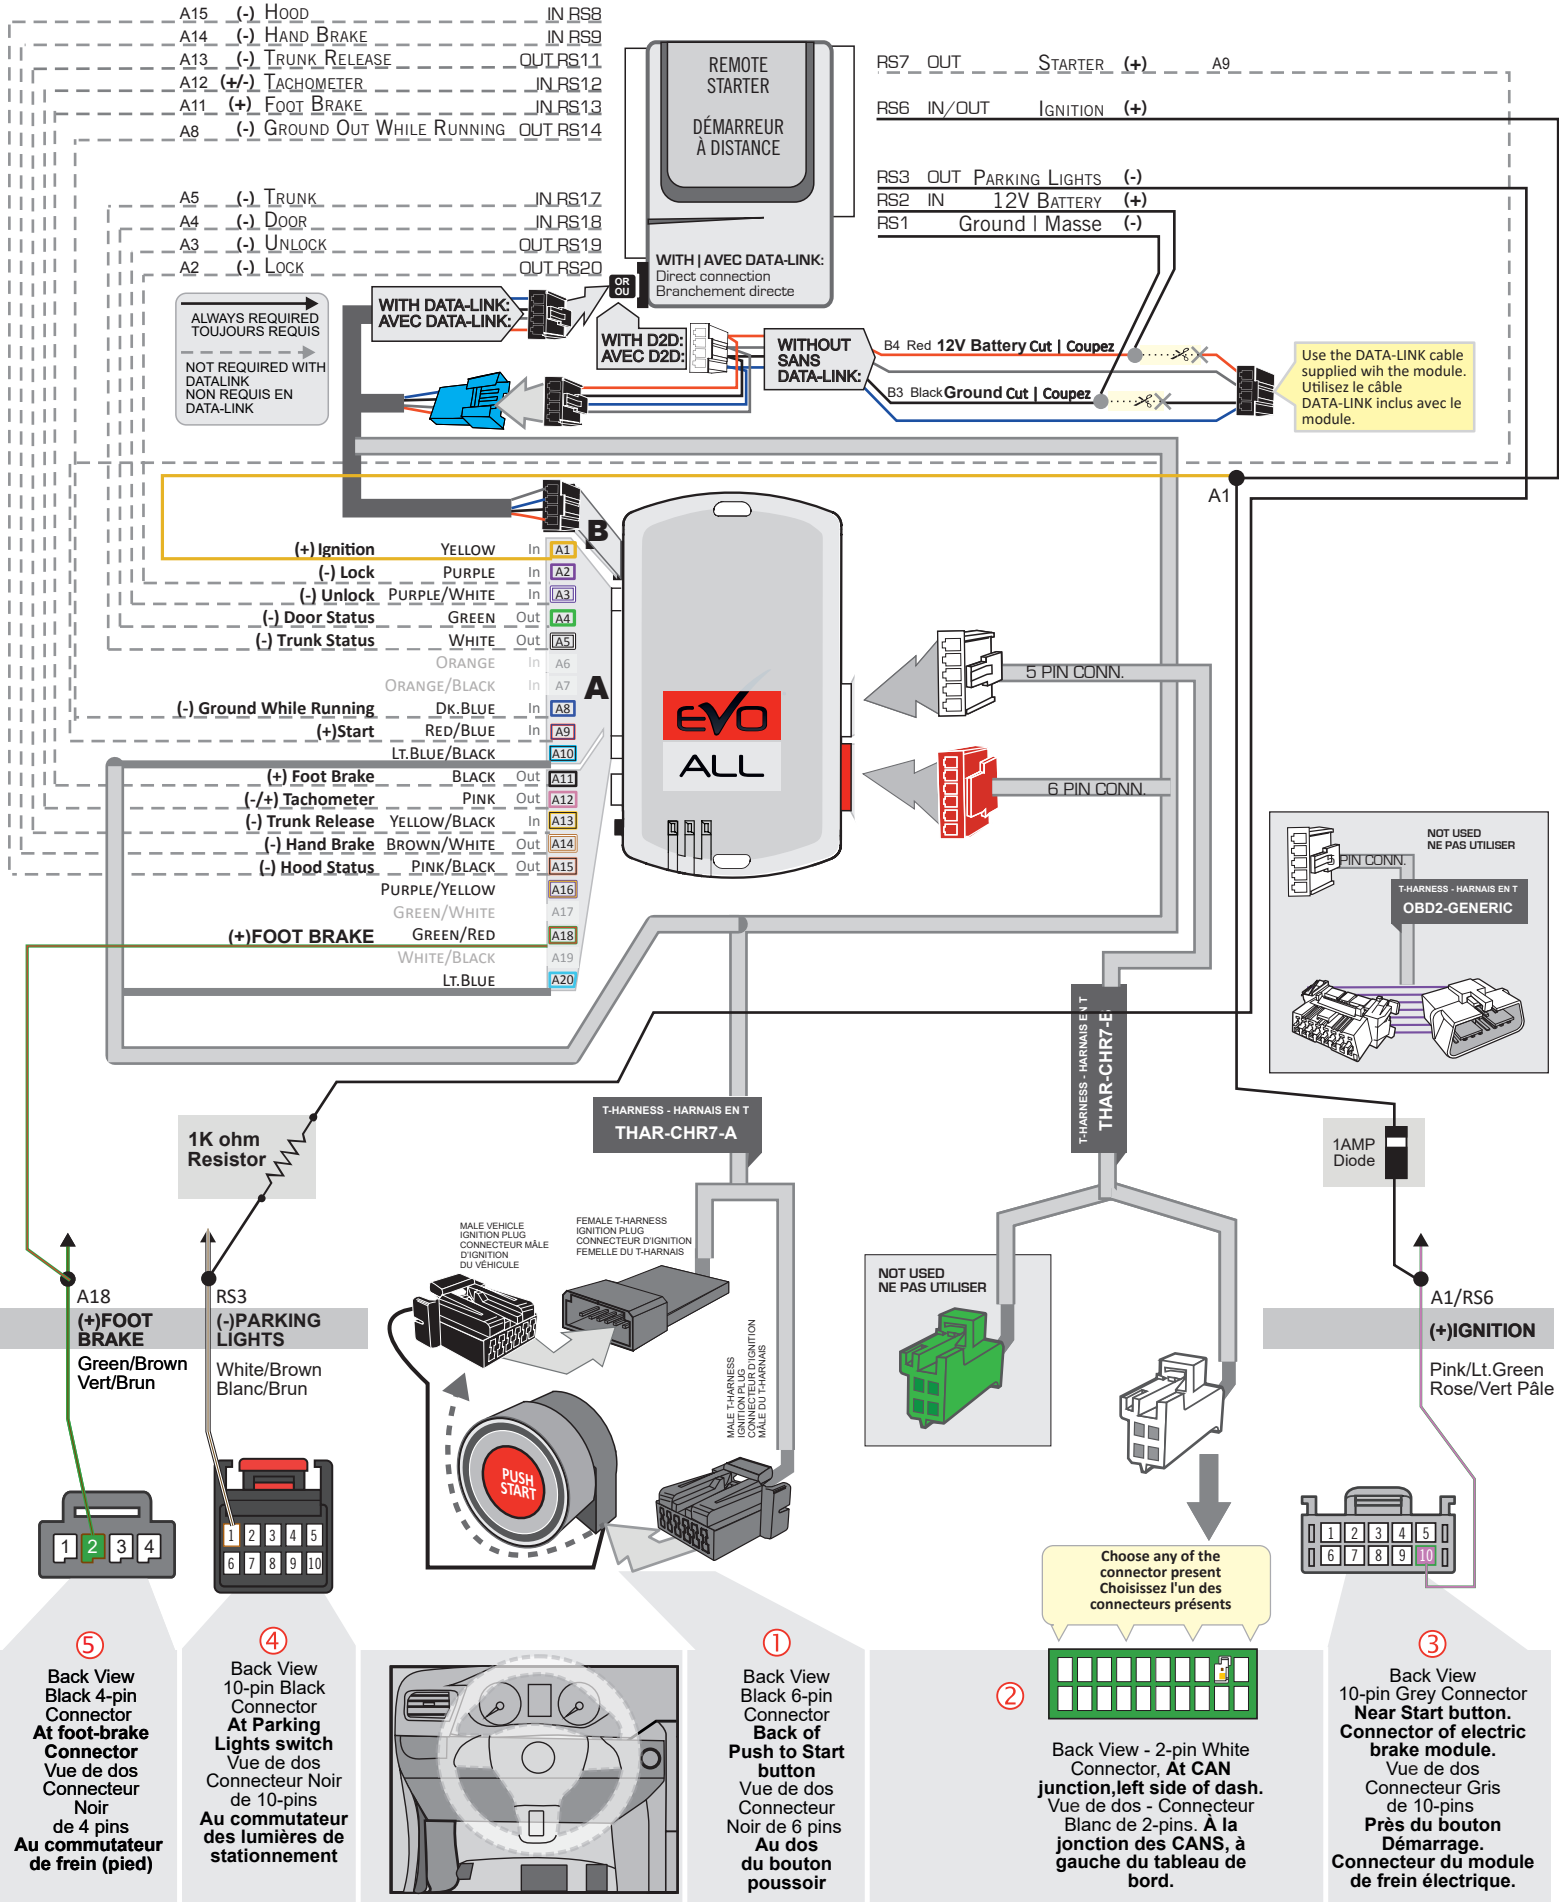 A15 (-) HOOD IN RS8
A14 (-) HAND BRAKE IN RS9
A13 (-) TRUNK RELEASE OUT RS11
A12 (+/-) TACHOMETER IN RS12
A11 (+) FOOT BRAKE IN RS13
A8 (-) GROUND OUT WHILE RUNNING OUT RS14
A5 (-) TRUNK IN RS17
A4 (-) DOOR IN RS18
A3 (-) UNLOCK OUT RS19
A2 (-) LOCK OUT RS20
REMOTE
STARTER
DÉMARREUR
À DISTANCE
WITH | AVEC DATA-LINK:
Direct connection
Branchement directe
OR
OU
RS7 OUT STARTER (+) A9
RS6 IN/OUT IGNITION (+)
RS3 OUT PARKING LIGHTS (-)
RS2 IN 12V BATTERY (+)
RS1 Ground | Masse (-)
ALWAYS REQUIRED
TOUJOURS REQUIS
NOT REQUIRED WITH
DATALINK
NON REQUIS EN
DATA-LINK
WITH DATA-LINK:
AVEC DATA-LINK:
WITH D2D:
AVEC D2D:
WITHOUT
SANS
DATA-LINK:
B4 Red 12V Battery Cut | Coupez
B3 Black Ground Cut | Coupez
Use the DATA-LINK cable
supplied wih the module.
Utilisez le câble
DATA-LINK inclus avec le
module.
A1
B
A
(+) Ignition YELLOW In A1
(-) Lock PURPLE In A2
(-) Unlock PURPLE/WHITE In A3
(-) Door Status GREEN Out A4
(-) Trunk Status WHITE Out A5
ORANGE In A6
ORANGE/BLACK In A7
(-) Ground While Running DK.BLUE In A8
(+)Start RED/BLUE In A9
LT.BLUE/BLACK A10
(+) Foot Brake BLACK Out A11
(-/+) Tachometer PINK Out A12
(-) Trunk Release YELLOW/BLACK In A13
(-) Hand Brake BROWN/WHITE Out A14
(-) Hood Status PINK/BLACK Out A15
PURPLE/YELLOW A16
GREEN/WHITE A17
(+)FOOT BRAKE GREEN/RED A18
WHITE/BLACK A19
LT.BLUE A20
EVO
ALL
5 PIN CONN.
6 PIN CONN.
NOT USED
NE PAS UTILISER
PIN CONN.
T-HARNESS - HARNAIS EN T
OBD2-GENERIC
T-HARNESS - HARNAIS EN T
THAR-CHR7-B
T-HARNESS - HARNAIS EN T
THAR-CHR7-A
1K ohm
Resistor
1AMP
Diode
MALE VEHICLE
IGNITION PLUG
CONNECTEUR MÂLE
D'IGNITION
DU VÉHICULE
FEMALE T-HARNESS
IGNITION PLUG
CONNECTEUR D'IGNITION
FEMELLE DU T-HARNAIS
MALE T-HARNESS
IGNITION PLUG
CONNECTEUR D'IGNITION
MÂLE DU T-HARNAIS
NOT USED
NE PAS UTILISER
A18
(+)FOOT
BRAKE
Green/Brown
Vert/Brun
RS3
(-)PARKING
LIGHTS
White/Brown
Blanc/Brun
A1/RS6
(+)IGNITION
Pink/Lt.Green
Rose/Vert Pâle
PUSH
START
1 2 3 4
1 2 3 4 5
6 7 8 9 10
1 2 3 4 5
6 7 8 9 10
Choose any of the
connector present
Choisissez l'un des
connecteurs présents
5
Back View
Black 4-pin
Connector
At foot-brake
Connector
Vue de dos
Connecteur
Noir
de 4 pins
Au commutateur
de frein (pied)
4
Back View
10-pin Black
Connector
At Parking
Lights switch
Vue de dos
Connecteur Noir
de 10-pins
Au commutateur
des lumières de
stationnement
1
Back View
Black 6-pin
Connector
Back of
Push to Start
button
Vue de dos
Connecteur
Noir de 6 pins
Au dos
du bouton
poussoir
2
Back View - 2-pin White
Connector, At CAN
junction,left side of dash.
Vue de dos - Connecteur
Blanc de 2-pins. À la
jonction des CANS, à
gauche du tableau de
bord.
3
Back View
10-pin Grey Connector
Near Start button.
Connector of electric
brake module.
Vue de dos
Connecteur Gris
de 10-pins
Près du bouton
Démarrage.
Connecteur du module
de frein électrique.